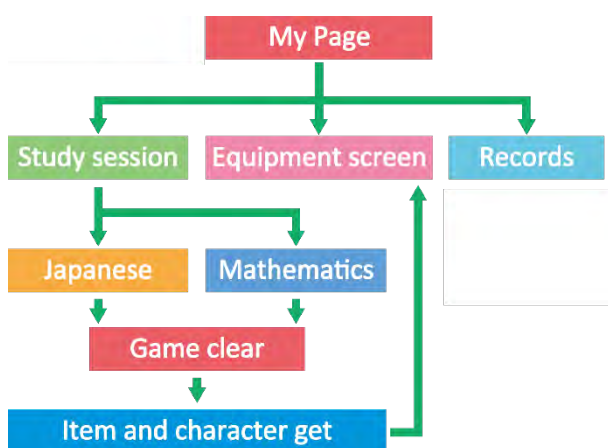 My Page
Study session
Equipment screen
Records
Japanese
Mathematics
Game clear
Item and character get